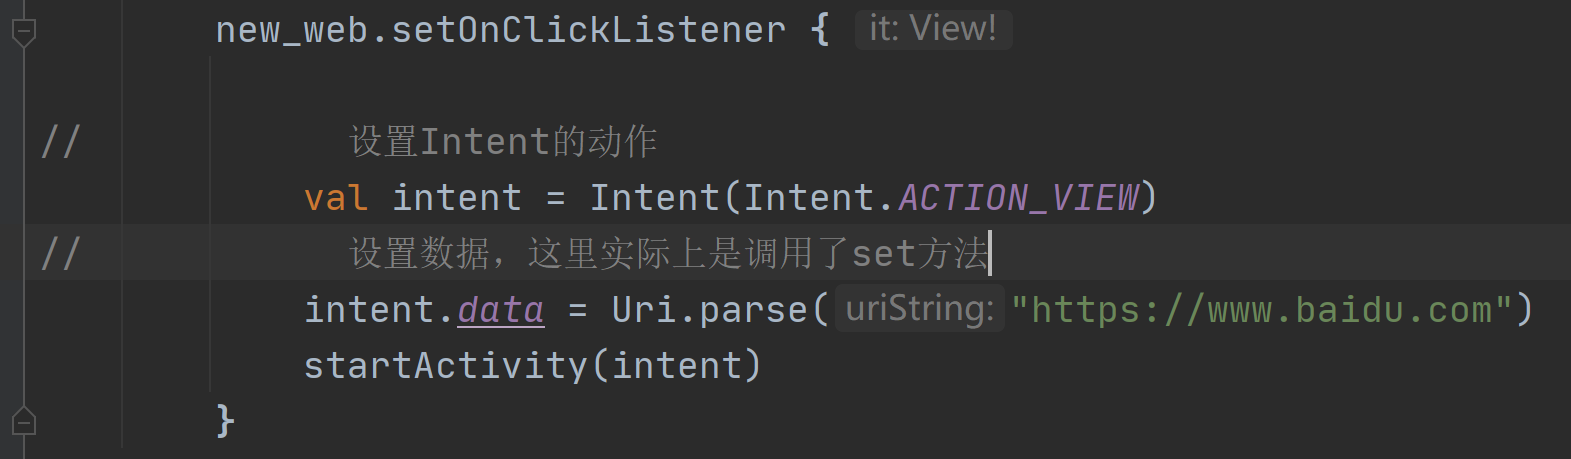 new_web.setOnClickListener { it: View!
// 设置Intent的动作
val intent = Intent(Intent.ACTION_VIEW)
// 设置数据，这里实际上是调用了set方法
intent.data = Uri.parse( uriString: "https://www.baidu.com")
startActivity(intent)
}